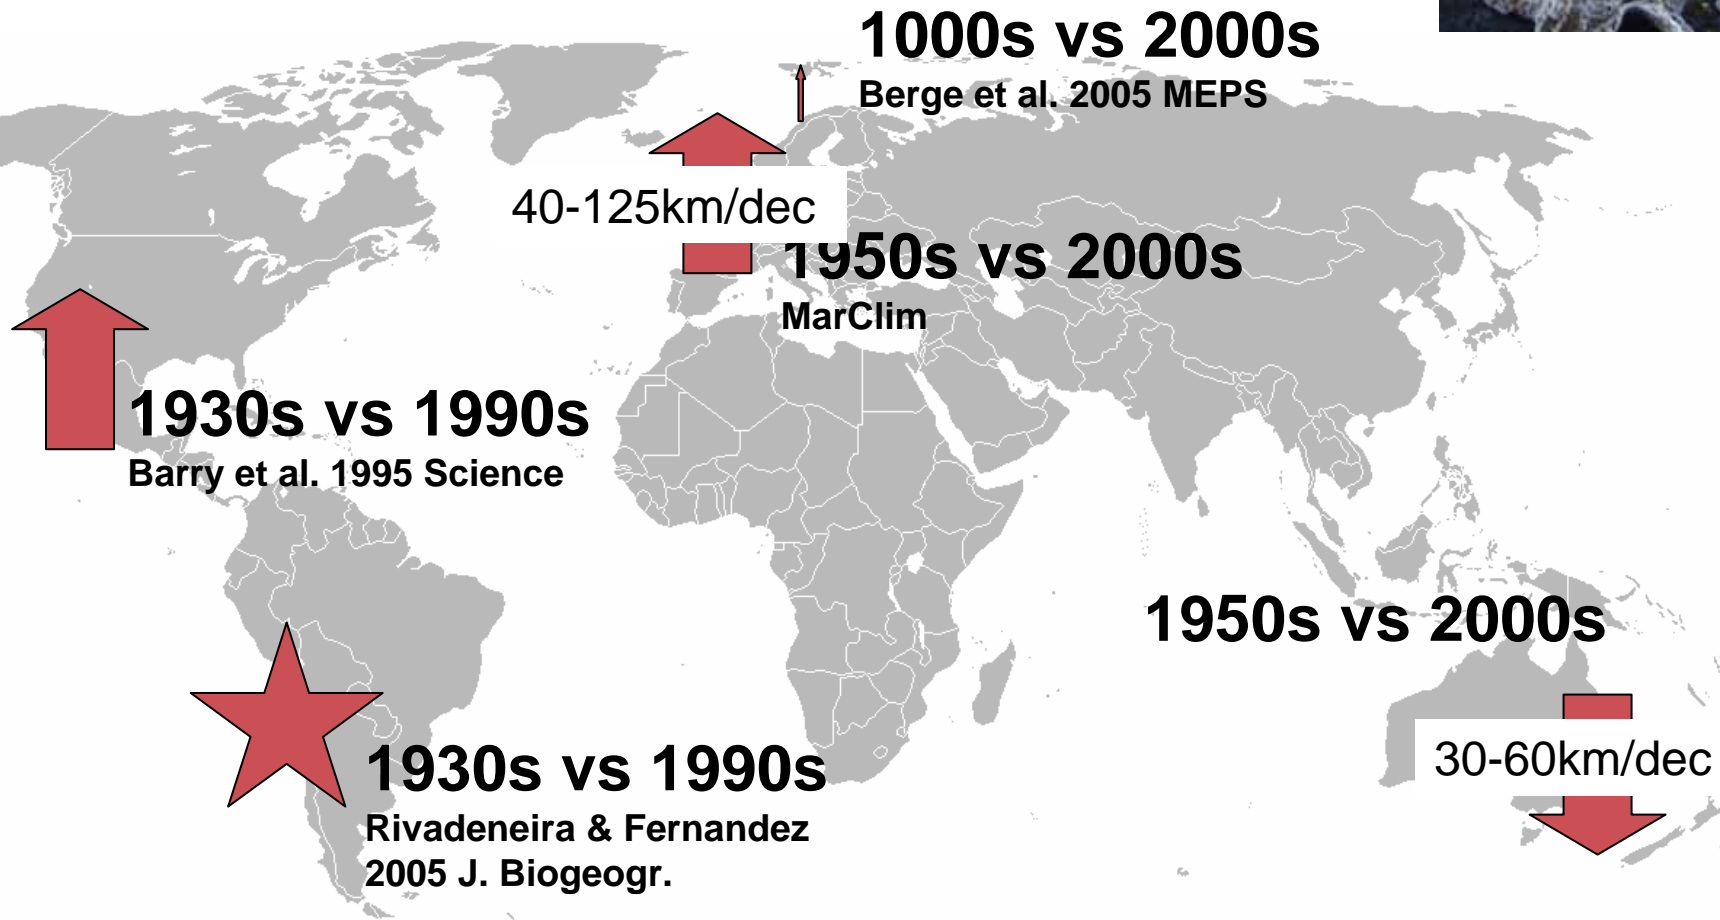 1000s vs 2000s
Berge et al. 2005 MEPS
40-125km/dec
1950s vs 2000s
MarClim
1930s vs 1990s
Barry et al. 1995 Science
1950s vs 2000s
30-60km/dec
1930s vs 1990s
Rivadeneira & Fernandez
2005 J. Biogeogr.